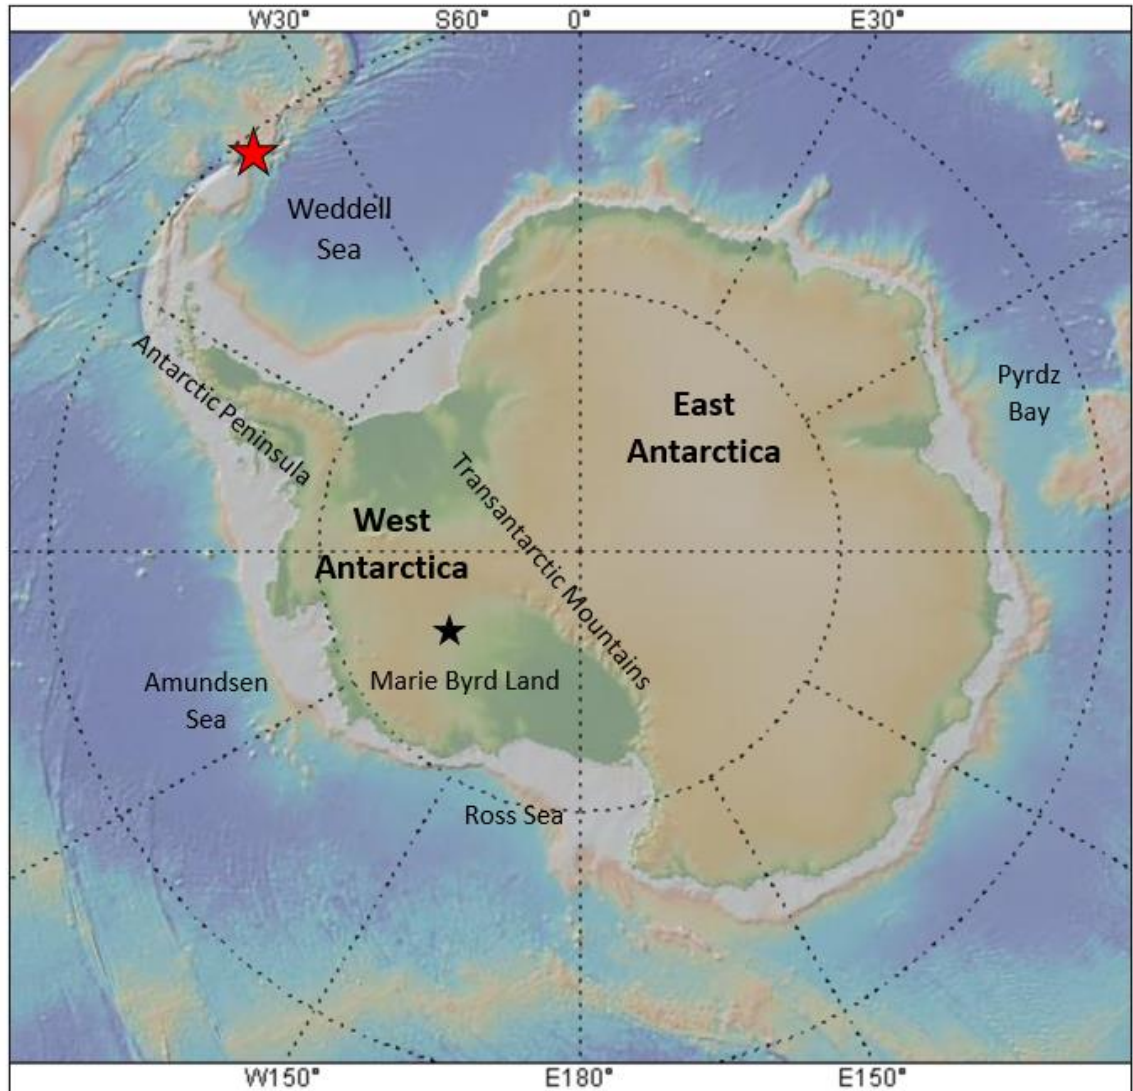 W30° S60° 0° E30°
Weddell
Sea
Antarctic Peninsula
East
Antarctica
Pyrdz
Bay
Transantarctic Mountains
West
Antarctica
Marie Byrd Land
Amundsen
Sea
Ross Sea
W150° E180° E150°